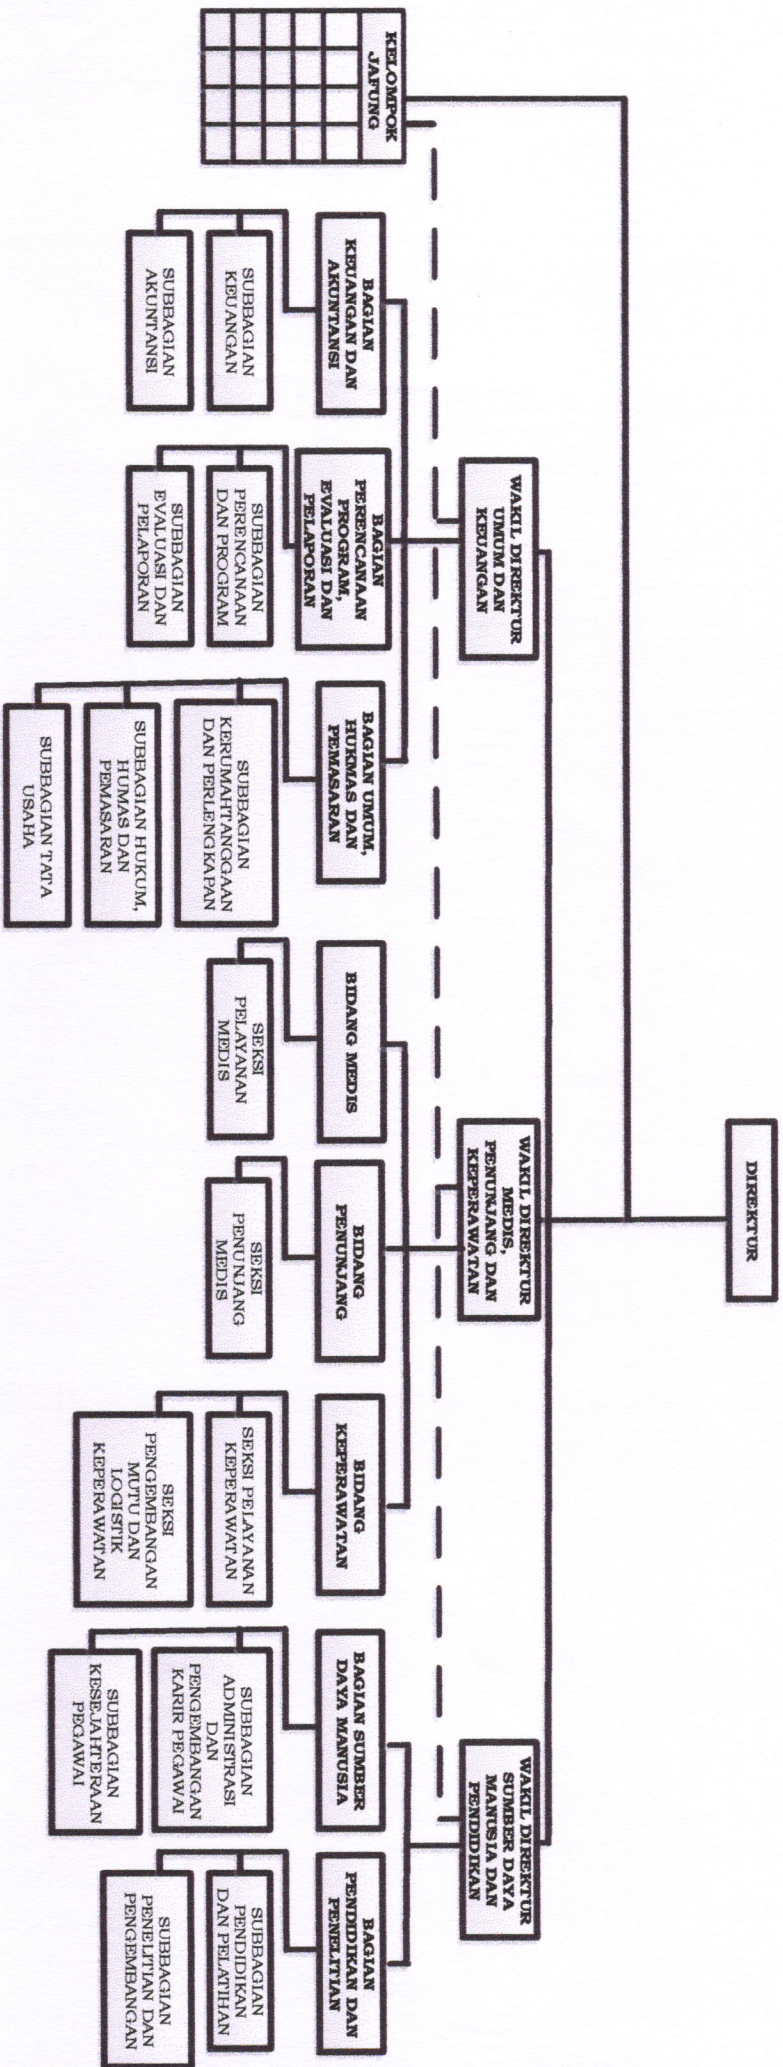 DIREKTUR
WAKIL DIREKTUR
UMUM DAN
KEUANGAN
WAKIL DIREKTUR
MEDIS,
PENUNJANG DAN
KEPERAWATAN
WAKIL DIREKTUR
SUMBER DAYA
MANUSIA DAN
PENDIDIKAN
KELOMPOK
JAFUNG
BAGIAN
KEUANGAN DAN
AKUNTANSI
SUBBAGIAN
KEUANGAN
SUBBAGIAN
AKUNTANSI
BAGIAN
PERENCANAAN
PROGRAM,
EVALUASI DAN
PELAPORAN
SUBBAGIAN
PERENCANAAN
DAN PROGRAM
SUBBAGIAN
EVALUASI DAN
PELAPORAN
BAGIAN UMUM,
HUKMAS DAN
PEMASARAN
SUBBAGIAN
KERUMAHTANGGAAN
DAN PERLENGKAPAN
SUBBAGIAN HUKUM,
HUMAS DAN
PEMASARAN
SUBBAGIAN TATA
USAHA
BIDANG MEDIS
SEKSI
PELAYANAN
MEDIS
BIDANG
PENUNJANG
SEKSI
PENUNJANG
MEDIS
BIDANG
KEPERAWATAN
SEKSI PELAYANAN
KEPERAWATAN
SEKSI
PENGEMBANGAN
MUTU DAN
LOGISTIK
KEPERAWATAN
BAGIAN SUMBER
DAYA MANUSIA
SUBBAGIAN
ADMINISTRASI
DAN
PENGEMBANGAN
KARIR PEGAWAI
SUBBAGIAN
KESEJAHTERAAN
PEGAWAI
BAGIAN
PENDIDIKAN DAN
PENELITIAN
SUBBAGIAN
PENDIDIKAN
DAN PELATIHAN
SUBBAGIAN
PENELITIAN DAN
PENGEMBANGAN